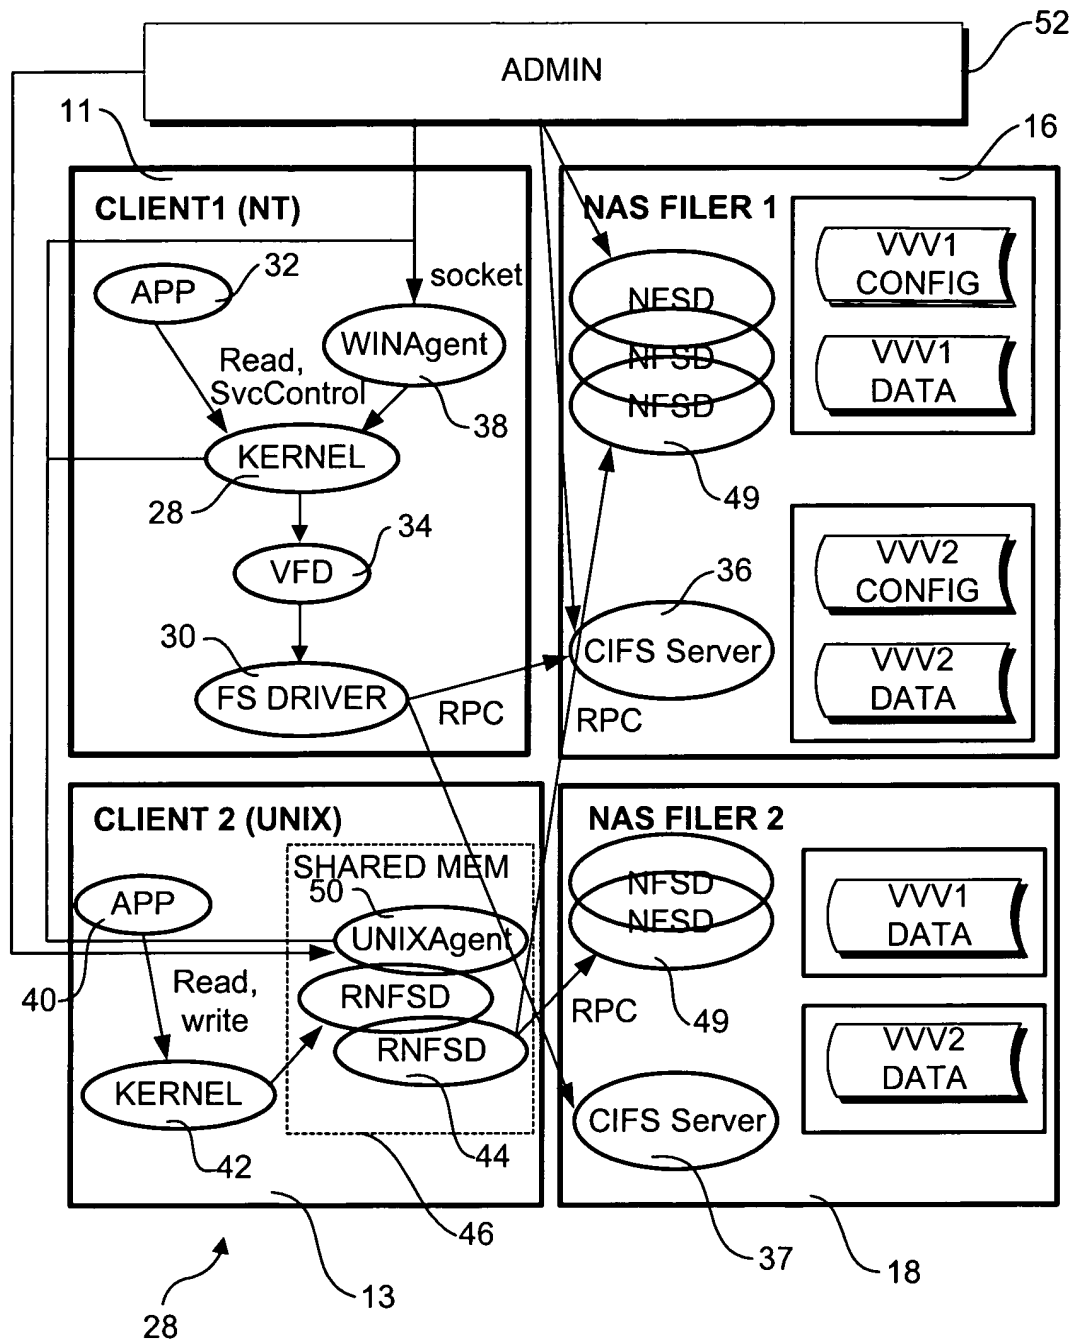 52
ADMIN
11
16
CLIENT1 (NT)
NAS FILER 1
APP
32
socket
WINAgent
Read,
SvcControl
38
KERNEL
28
34
VFD
30
FS DRIVER
RPC
NFSD
NFSD
NFSD
49
36
CIFS Server
RPC
VVV1
CONFIG
VVV1
DATA
VVV2
CONFIG
VVV2
DATA
CLIENT 2 (UNIX)
NAS FILER 2
SHARED MEM
APP
50
UNIXAgent
40
Read,
write
RNFSD
RNFSD
KERNEL
42
44
46
NFSD
NFSD
RPC
49
CIFS Server
37
VVV1
DATA
VVV2
DATA
18
13
28